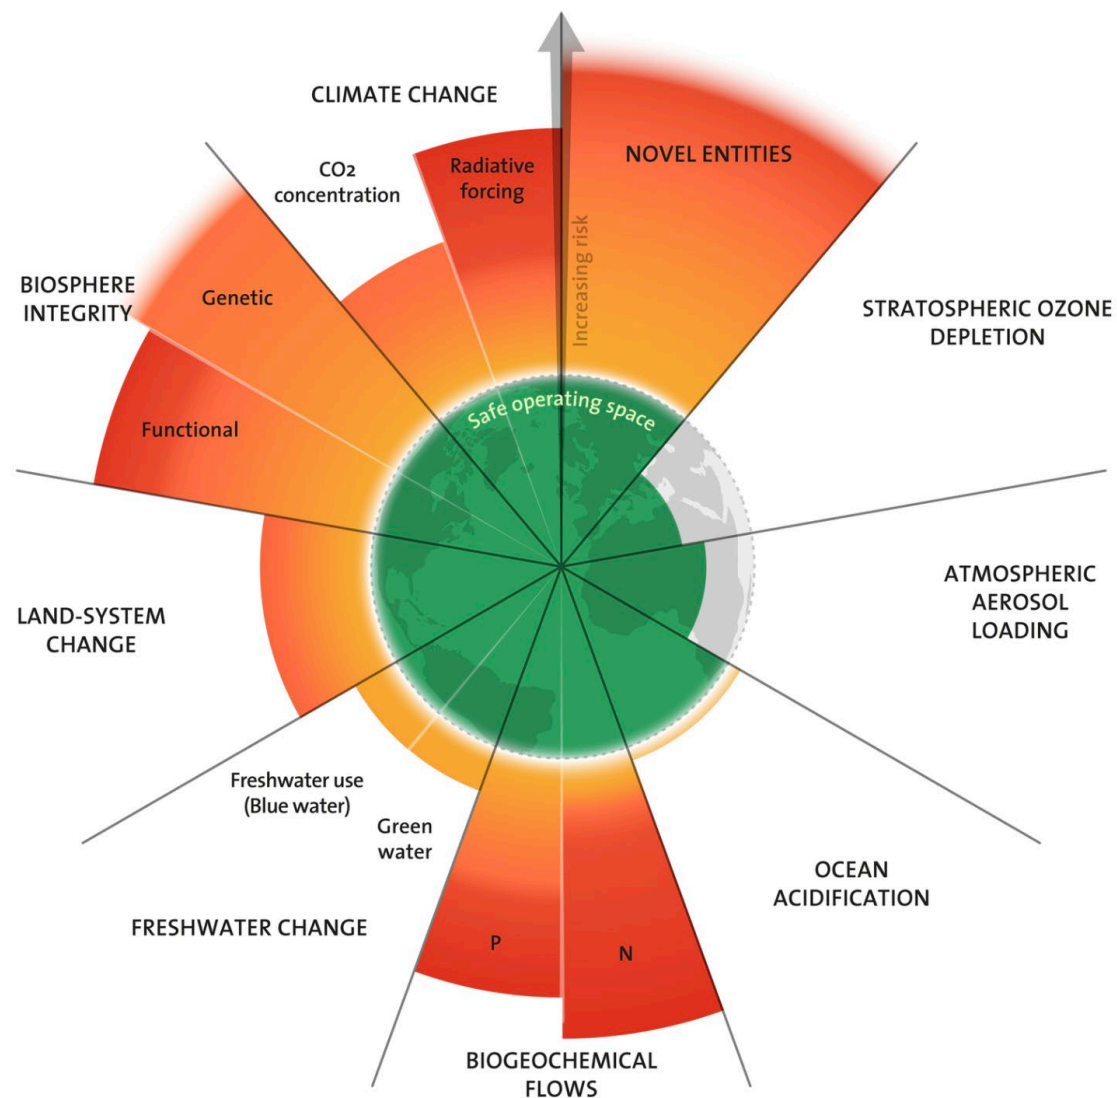 CLIMATE CHANGE
CO2
concentration
Radiative
forcing
NOVEL ENTITIES
Increasing risk
STRATOSPHERIC OZONE
DEPLETION
BIOSPHERE
INTEGRITY
Genetic
Functional
Safe operating space
ATMOSPHERIC
AEROSOL
LOADING
LAND-SYSTEM
CHANGE
Freshwater use
(Blue water)
Green
water
FRESHWATER CHANGE
P
N
BIOGEOCHEMICAL
FLOWS
OCEAN
ACIDIFICATION